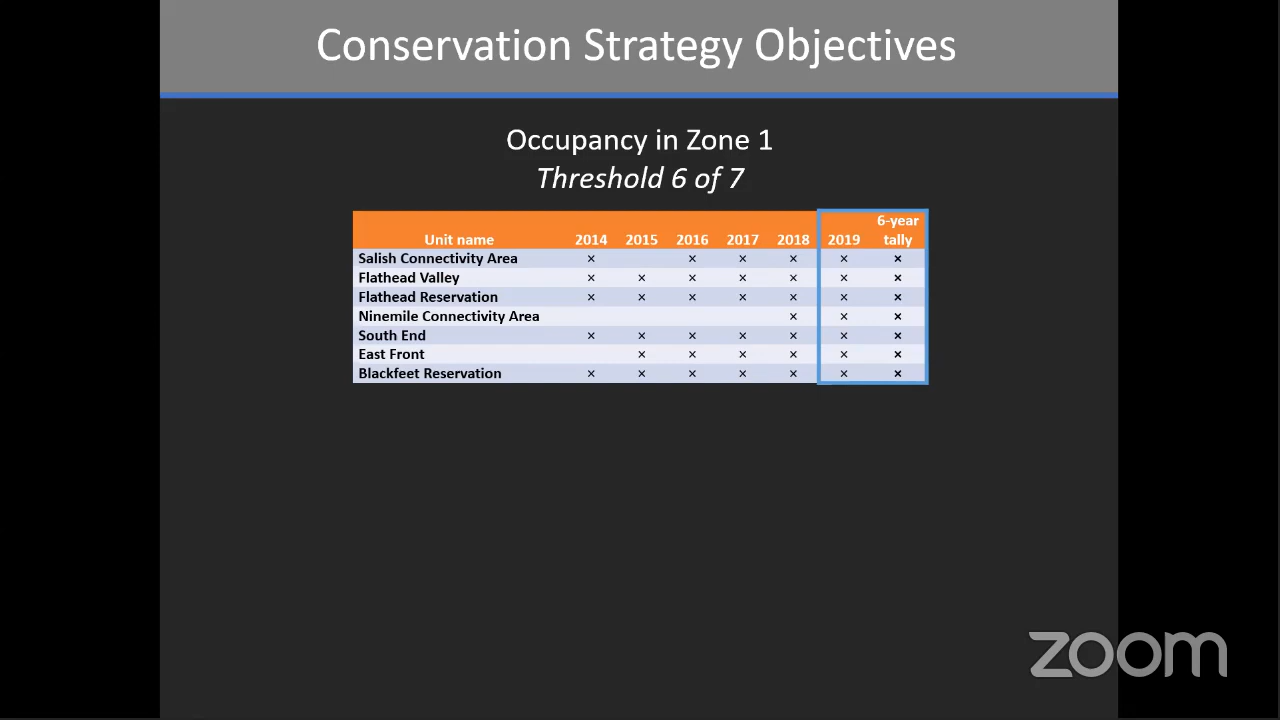 Conservation Strategy Objectives
Occupancy in Zone 1
Threshold 6 of 7
Unit name 2014 2015 2016 2017 2018 2019 6-year tally
Salish Connectivity Area × × × × × ×
Flathead Valley × × × × × × ×
Flathead Reservation × × × × × × ×
Ninemile Connectivity Area × × ×
South End × × × × × × ×
East Front × × × × × ×
Blackfeet Reservation × × × × × × ×
zoom